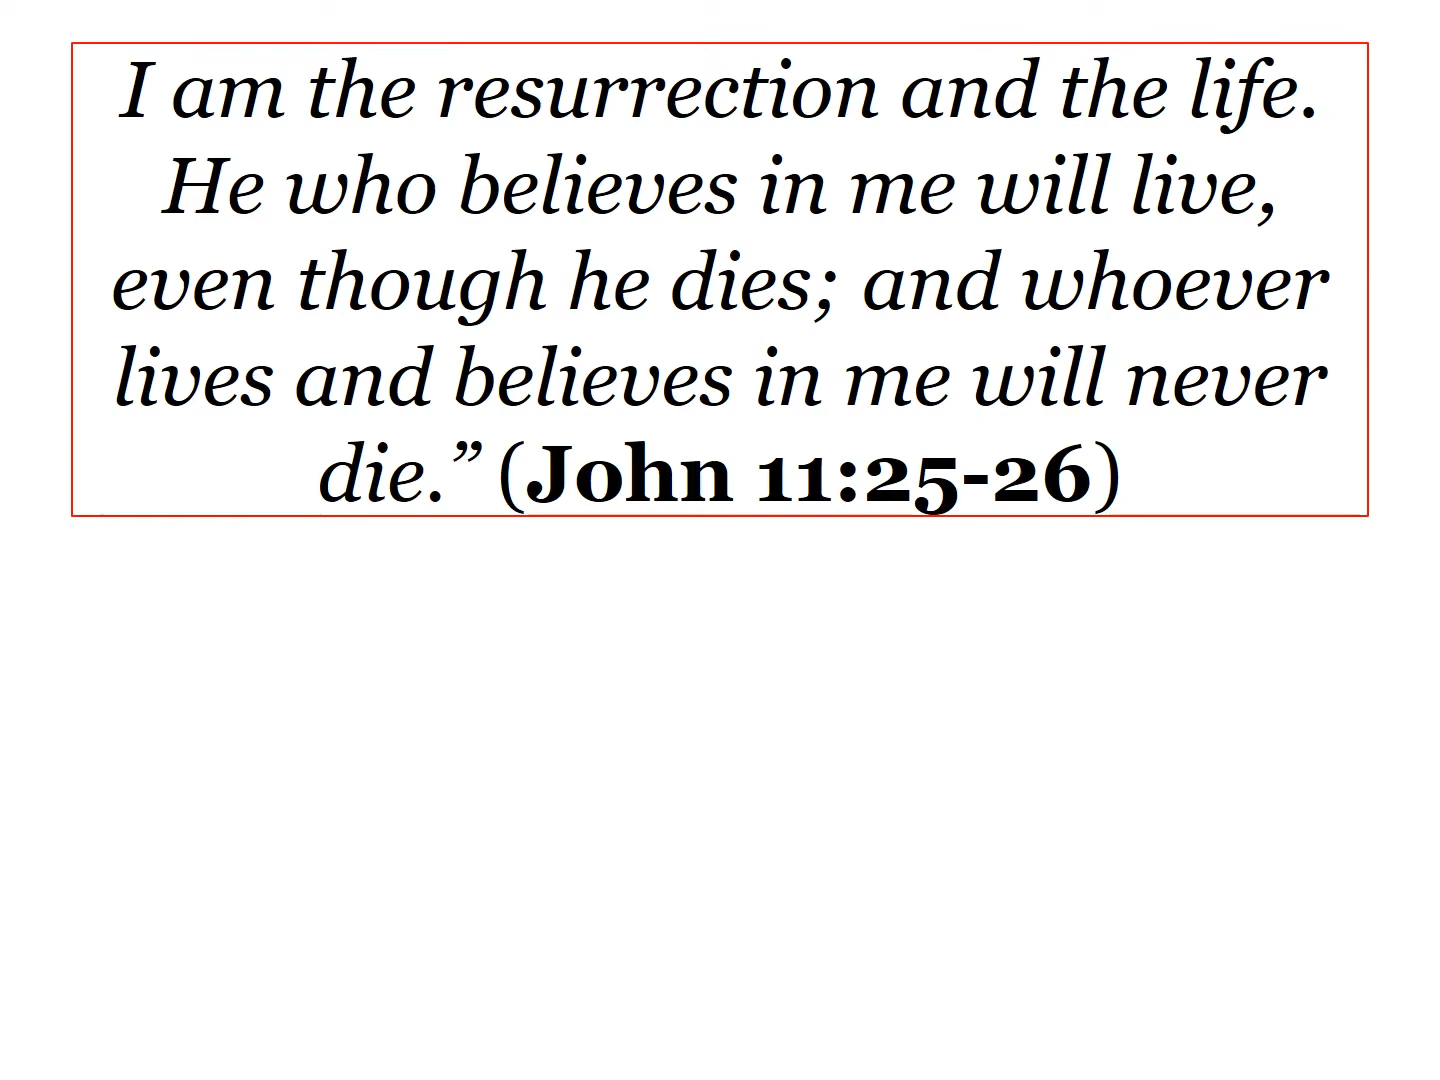 I am the resurrection and the life.
He who believes in me will live,
even though he dies; and whoever
lives and believes in me will never
die.” (John 11:25-26)